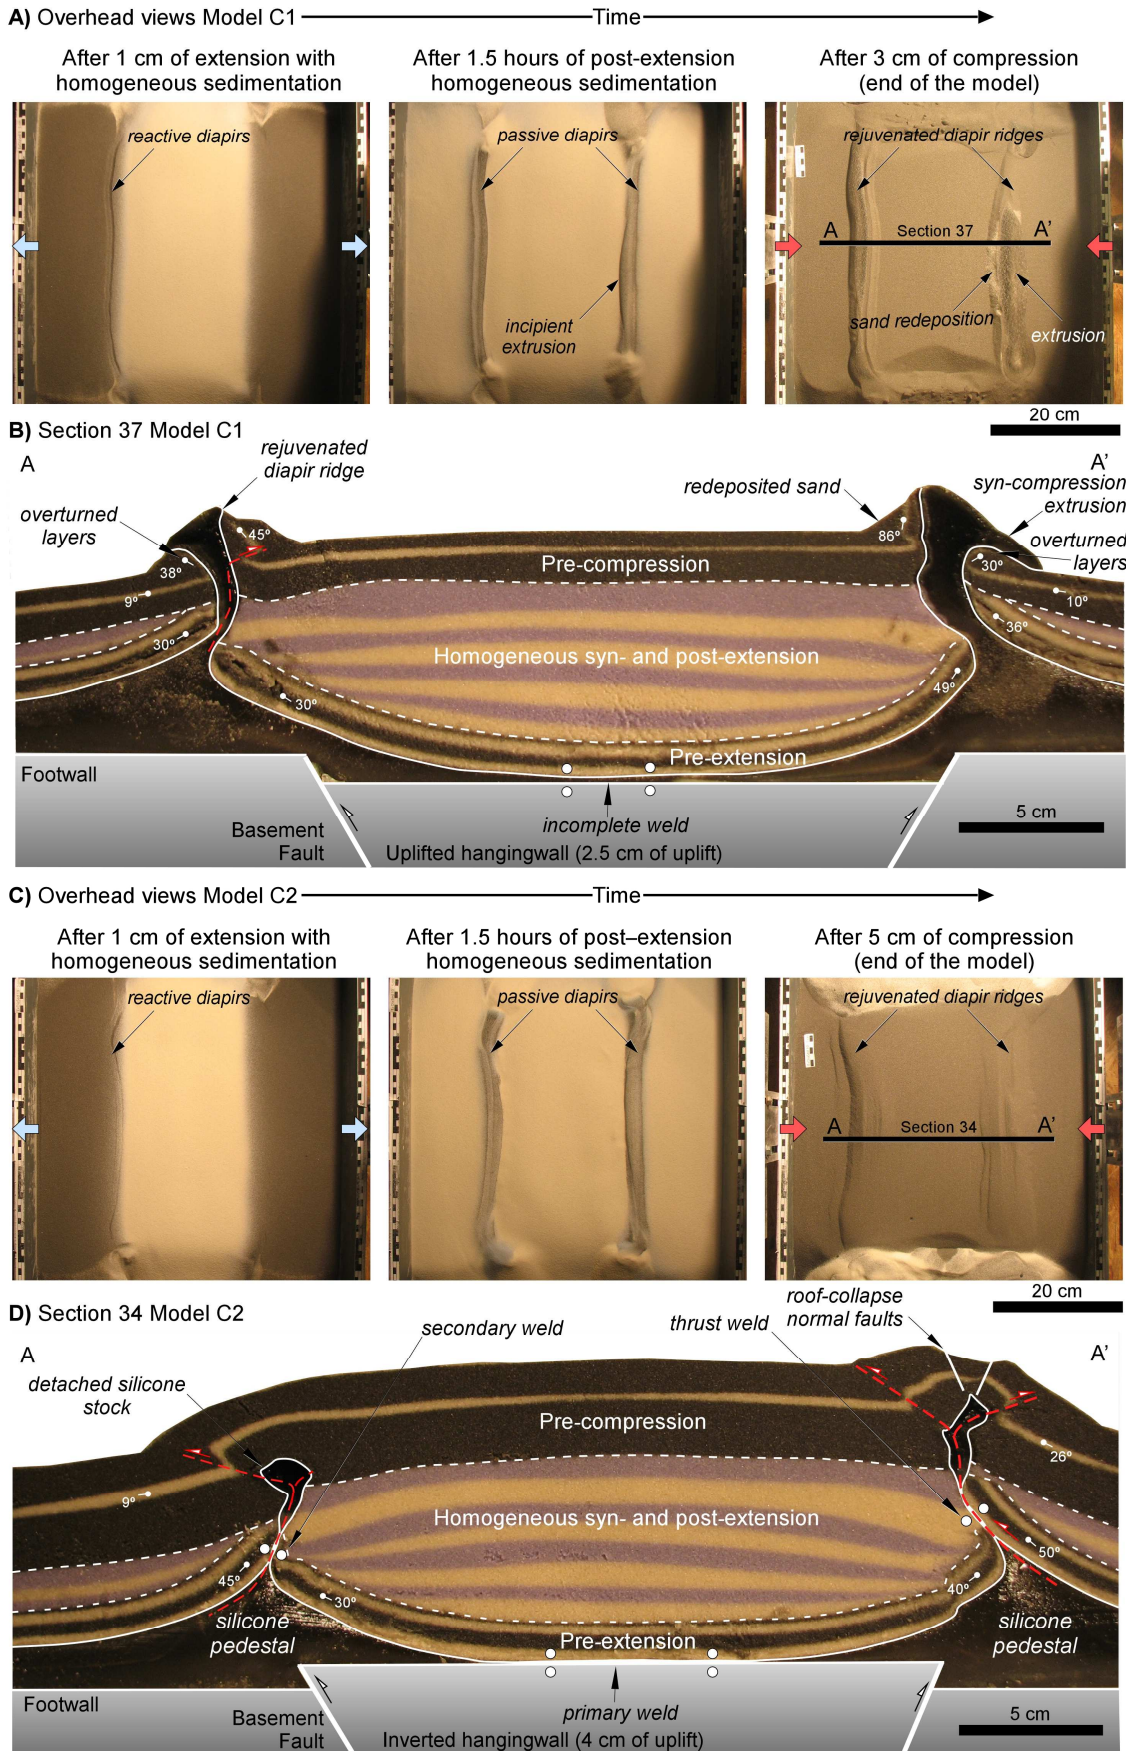 A) Overhead views Model C1 Time
After 1 cm of extension with
homogeneous sedimentation
After 1.5 hours of post-extension
homogeneous sedimentation
After 3 cm of compression
(end of the model)
reactive diapirs
passive diapirs
incipient
extrusion
rejuvenated diapir ridges
A Section 37 A'
sand redeposition
extrusion
20 cm
B) Section 37 Model C1
A
A'
rejuvenated
diapir ridge
overturned
layers
redeposited sand
syn-compression
extrusion
overturned
layers
45º
38º
9º
30º
30º
86º
30º
10º
36º
49º
Pre-compression
Homogeneous syn- and post-extension
Pre-extension
Footwall
Basement
Fault
incomplete weld
Uplifted hangingwall (2.5 cm of uplift)
5 cm
C) Overhead views Model C2 Time
After 1 cm of extension with
homogeneous sedimentation
After 1.5 hours of post–extension
homogeneous sedimentation
After 5 cm of compression
(end of the model)
reactive diapirs
passive diapirs
rejuvenated diapir ridges
A Section 34 A'
20 cm
D) Section 34 Model C2
A
A'
secondary weld
thrust weld
roof-collapse
normal faults
detached silicone
stock
Pre-compression
9º
26º
Homogeneous syn- and post-extension
45º
30º
50º
40º
silicone
pedestal
silicone
pedestal
Pre-extension
Footwall
Basement
Fault
primary weld
Inverted hangingwall (4 cm of uplift)
5 cm